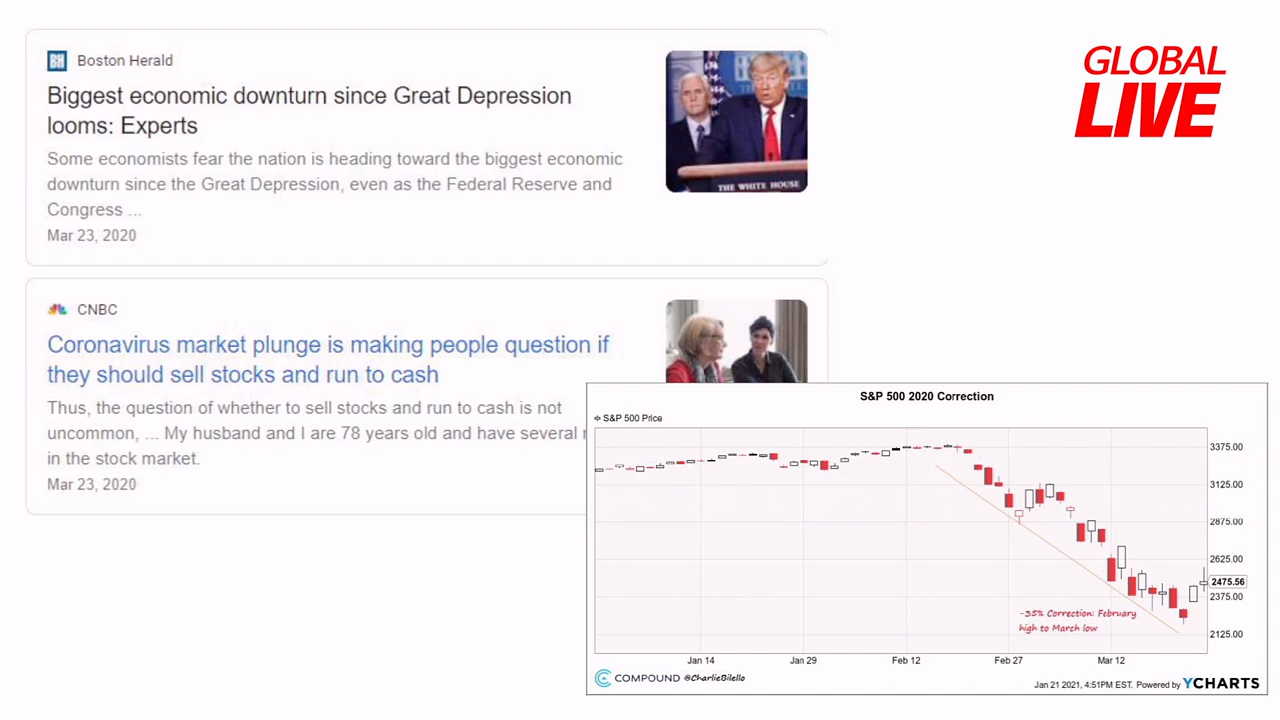 Boston Herald
Biggest economic downturn since Great Depression
looms: Experts
Some economists fear the nation is heading toward the biggest economic
downturn since the Great Depression, even as the Federal Reserve and
Congress ...
Mar 23, 2020
THE WHITE HOUSE
GLOBAL
LIVE
CNBC
Coronavirus market plunge is making people question if
they should sell stocks and run to cash
Thus, the question of whether to sell stocks and run to cash is not
uncommon, ... My husband and I are 78 years old and have several
in the stock market.
Mar 23, 2020
S&P 500 2020 Correction
S&P 500 Price
3375.00
3125.00
2875.00
2625.00
2475.56
2375.00
2125.00
-35% Correction: February
high to March low
Jan 14
Jan 29
Feb 12
Feb 27
Mar 12
COMPOUND @CharlieBilello
Jan 21 2021, 4:51PM EST. Powered by YCHARTS